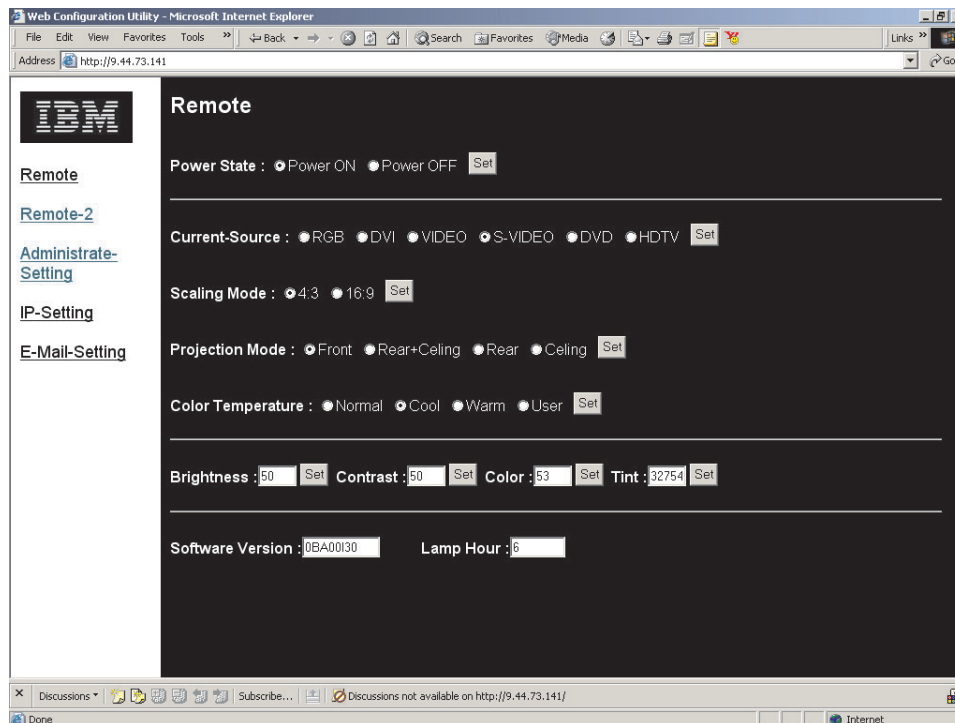 Web Configuration Utility - Microsoft Internet Explorer
File Edit View Favorites Tools » Back Search Favorites Media Links »
Address http://9.44.73.141 Go
IBM
Remote
Remote-2
Administrate-
Setting
IP-Setting
E-Mail-Setting
Remote
Power State : Power ON Power OFF Set
Current-Source : RGB DVI VIDEO S-VIDEO DVD HDTV Set
Scaling Mode : 4:3 16:9 Set
Projection Mode : Front Rear+Celing Rear Celing Set
Color Temperature : Normal Cool Warm User Set
Brightness : 50 Set Contrast : 50 Set Color : 53 Set Tint : 32754 Set
Software Version : 0BA00I30 Lamp Hour : 6
Discussions Subscribe... Discussions not available on http://9.44.73.141/
Done Internet